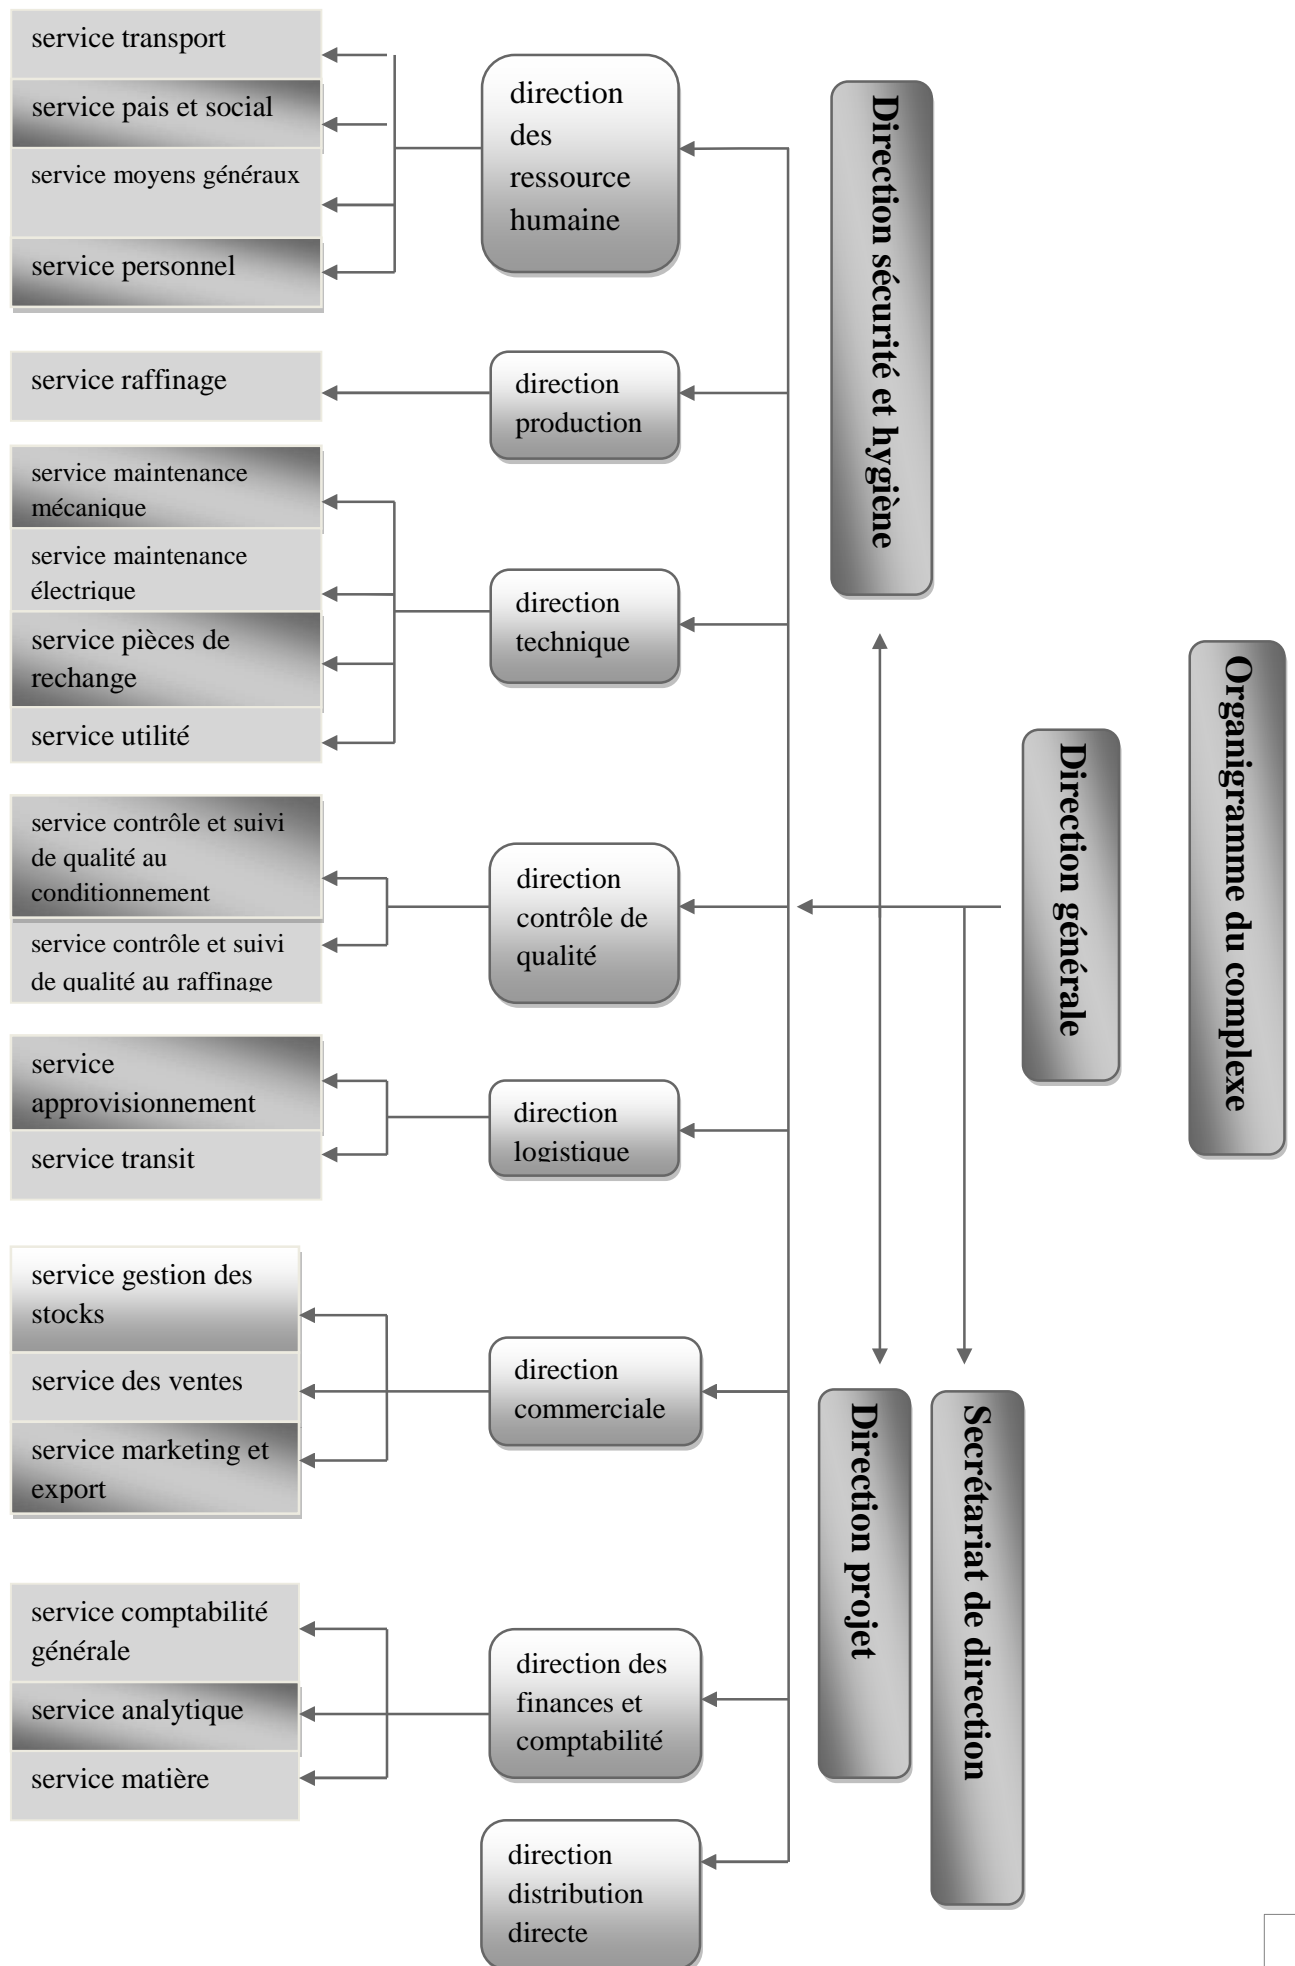 Organigramme du complexe
Direction générale
Direction sécurité et hygiène
Direction projet
Secrétariat de direction
direction
des
ressource
humaine
service transport
service pais et social
service moyens généraux
service personnel
direction
production
service raffinage
direction
technique
service maintenance
mécanique
service maintenance
électrique
service pièces de
rechange
service utilité
direction
contrôle de
qualité
service contrôle et suivi
de qualité au
conditionnement
service contrôle et suivi
de qualité au raffinage
direction
logistique
service
approvisionnement
service transit
direction
commerciale
service gestion des
stocks
service des ventes
service marketing et
export
direction des
finances et
comptabilité
service comptabilité
générale
service analytique
service matière
direction
distribution
directe